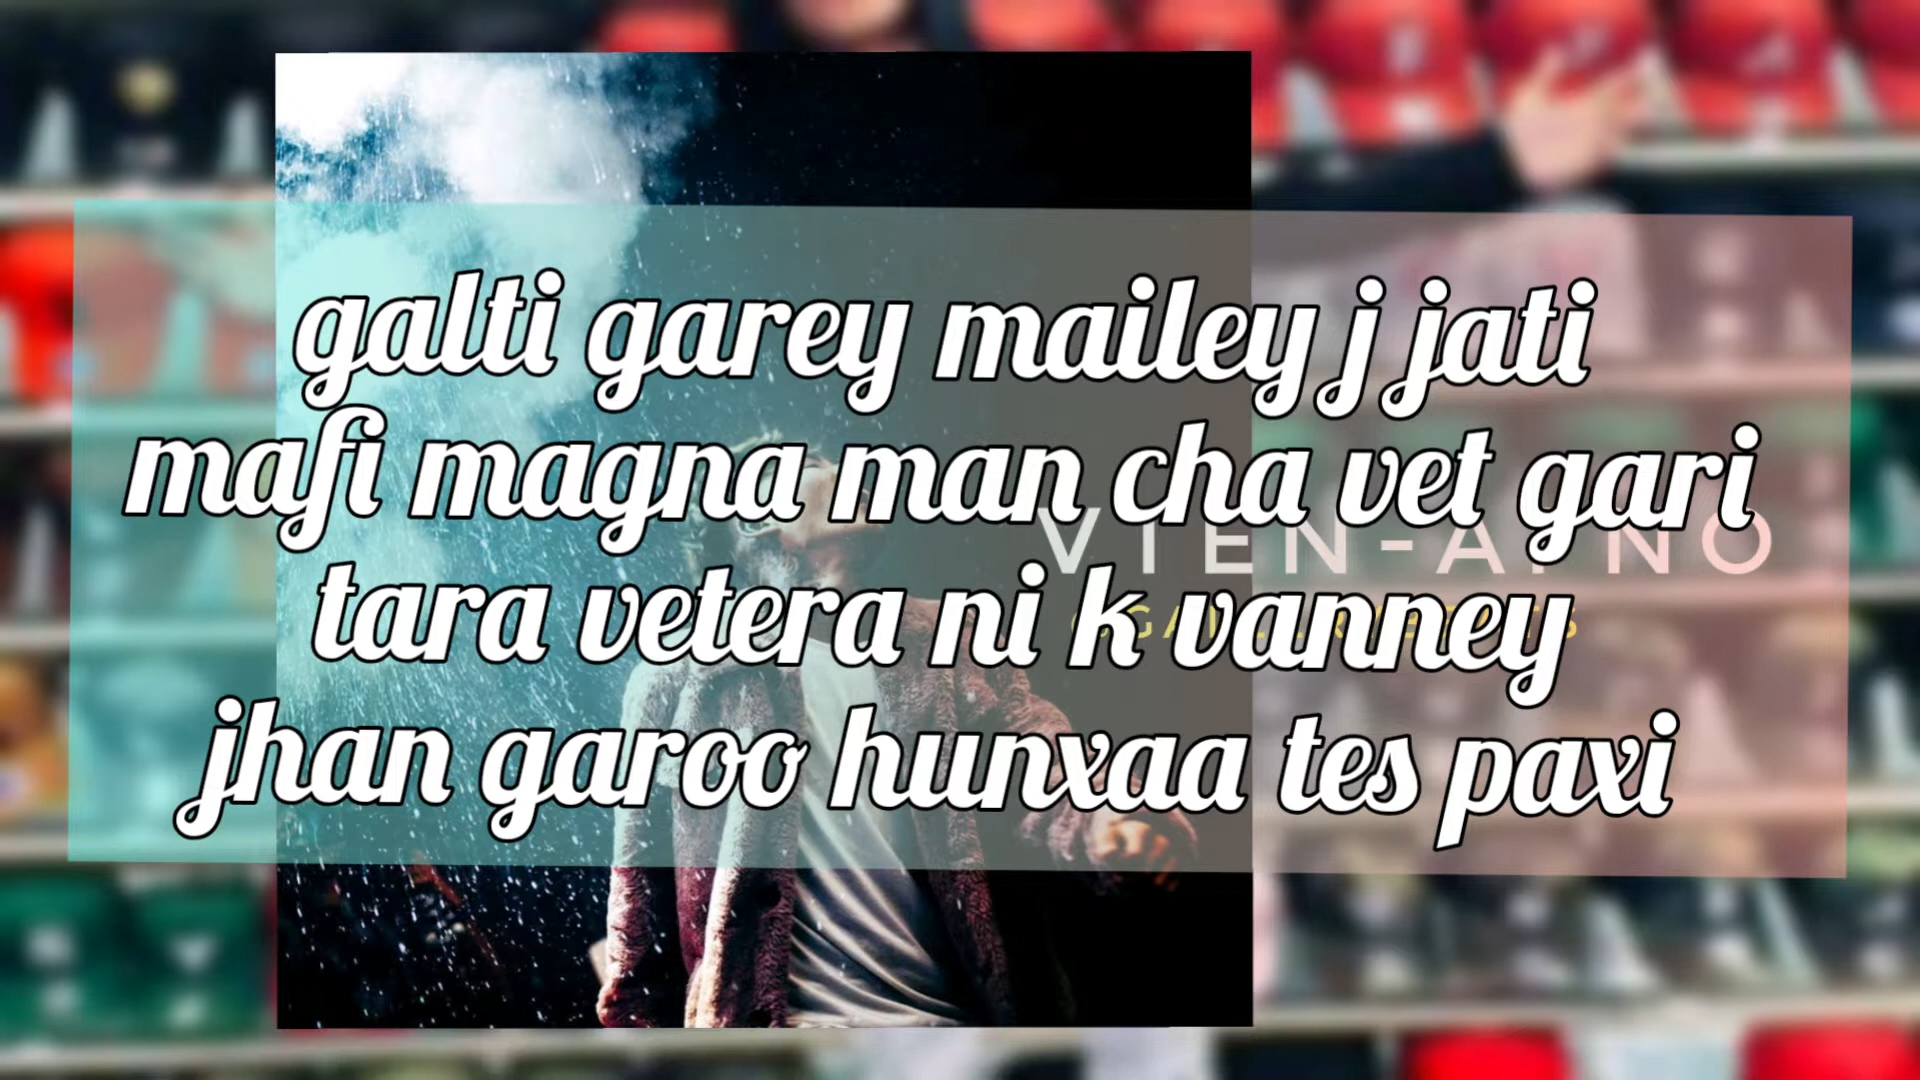 galti garey mailey j jati
mafi magna man cha vet gari
tara vetera ni k vanney
jhan garoo hunxaa tes paxi